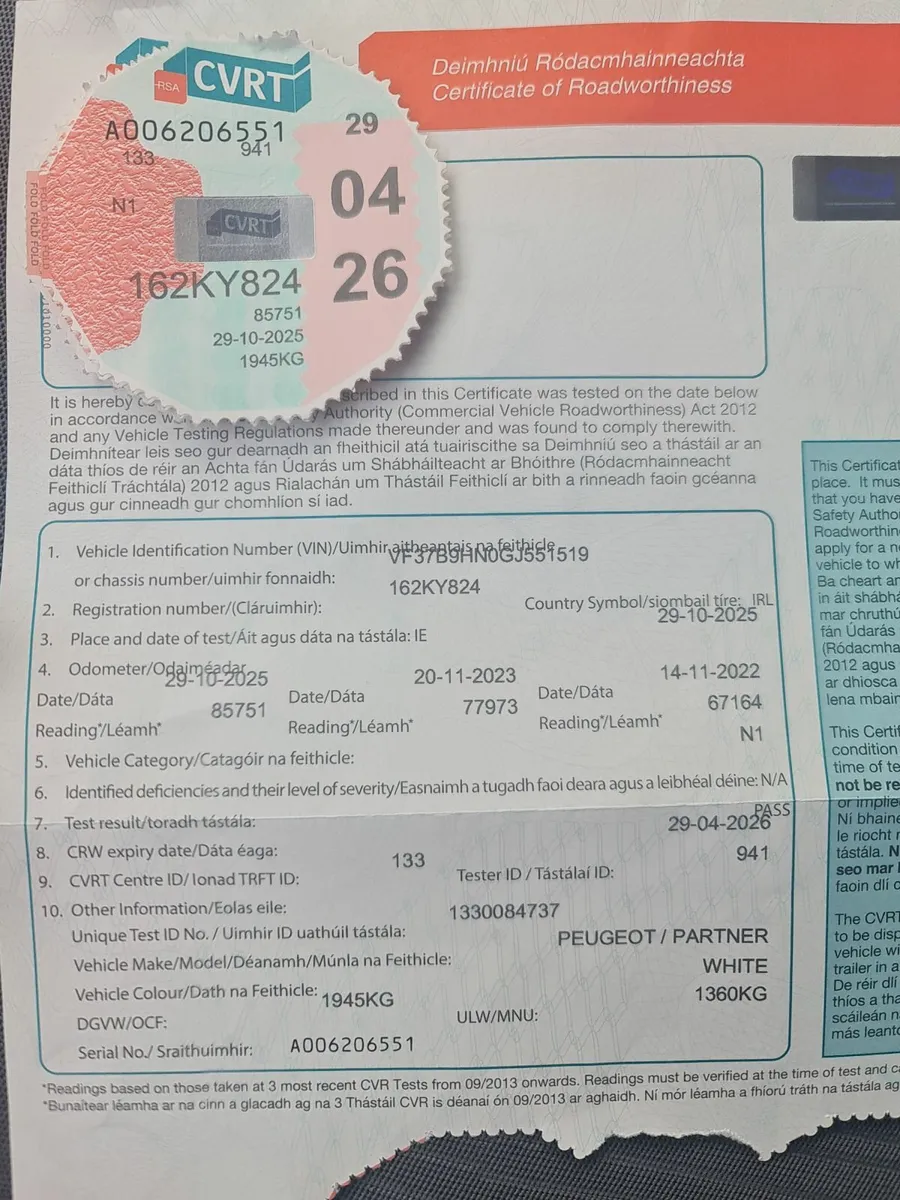 RSA CVRT
A006206551
133 941
N1
CVRT
162KY824
85751
29-10-2025
1945KG
29
04
26
FOLD FOLD FOLD
FOLD FOLD FOLD
Deimhniú Ródacmhainneachta
Certificate of Roadworthiness
It is hereby scribed in this Certificate was tested on the date below
in accordance Authority (Commercial Vehicle Roadworthiness) Act 2012
and any Vehicle Testing Regulations made thereunder and was found to comply therewith.
Deimhnítear leis seo gur dearnadh an fheithicil atá tuairiscithe sa Deimhniú seo a thástáil ar an
dáta thíos de réir an Achta fán Údarás um Shábháilteacht ar Bhóithre (Ródacmhainneacht
Feithiclí Tráchtála) 2012 agus Rialachán um Thástáil Feithiclí ar bith a rinneadh faoin gcéanna
agus gur cinneadh gur chomhlíon sí iad.
1. Vehicle Identification Number (VIN)/Uimhir aitheantais na feithicle
VF37B9HN0GJ551519
or chassis number/uimhir fonnaidh:
162KY824
2. Registration number/(Cláruimhir): Country Symbol/siombail tíre: IRL
29-10-2025
3. Place and date of test/Áit agus dáta na tástála: IE
4. Odometer/Odaiméadar
29-10-2025 20-11-2023 14-11-2022
Date/Dáta Date/Dáta Date/Dáta
85751 77973 67164
Reading*/Léamh* Reading*/Léamh* Reading*/Léamh*
N1
5. Vehicle Category/Catagóir na feithicle:
6. Identified deficiencies and their level of severity/Easnaimh a tugadh faoi deara agus a leibhéal déine: N/A
PASS
7. Test result/toradh tástála:
29-04-2026
8. CRW expiry date/Dáta éaga:
133 941
9. CVRT Centre ID/ Ionad TRFT ID: Tester ID / Tástálaí ID:
10. Other Information/Eolas eile:
1330084737
Unique Test ID No. / Uimhir ID uathúil tástála:
PEUGEOT / PARTNER
Vehicle Make/Model/Déanamh/Múnla na Feithicle:
WHITE
Vehicle Colour/Dath na Feithicle:
1945KG 1360KG
DGVW/OCF: ULW/MNU:
Serial No./ Sraithuimhir: A006206551
*Readings based on those taken at 3 most recent CVR Tests from 09/2013 onwards. Readings must be verified at the time of test and
*Bunaítear léamha ar na cinn a glacadh ag na 3 Thástáil CVR is déanaí ón 09/2013 ar aghaidh. Ní mór léamha a fhíorú tráth na tástála ag
This Certificat
place. It mus
that you have
Safety Autho
Roadworthin
apply for a n
vehicle to wh
Ba cheart an
in áit shábhá
mar chruthú
fán Údarás
(Ródacmha
2012 agus
ar dhiosca
lena mbain
This Certif
condition
time of te
not be re
or implie
Ní bhaine
le riocht
tástála. N
seo mar
faoin dlí
The CVRT
to be disp
vehicle wi
trailer in a
De réir dlí
thíos a tha
scáileán n
más leanto